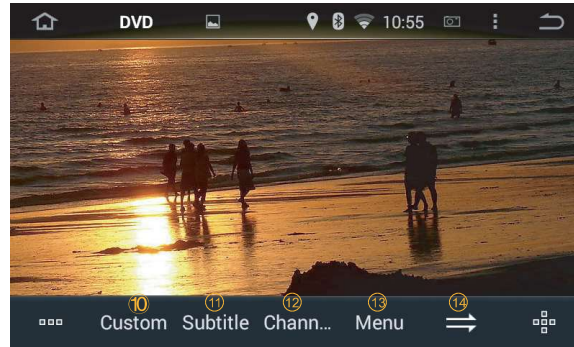 DVD 10:55
⑩ ⑪ ⑫ ⑬ ⑭
Custom Subtitle Chann... Menu